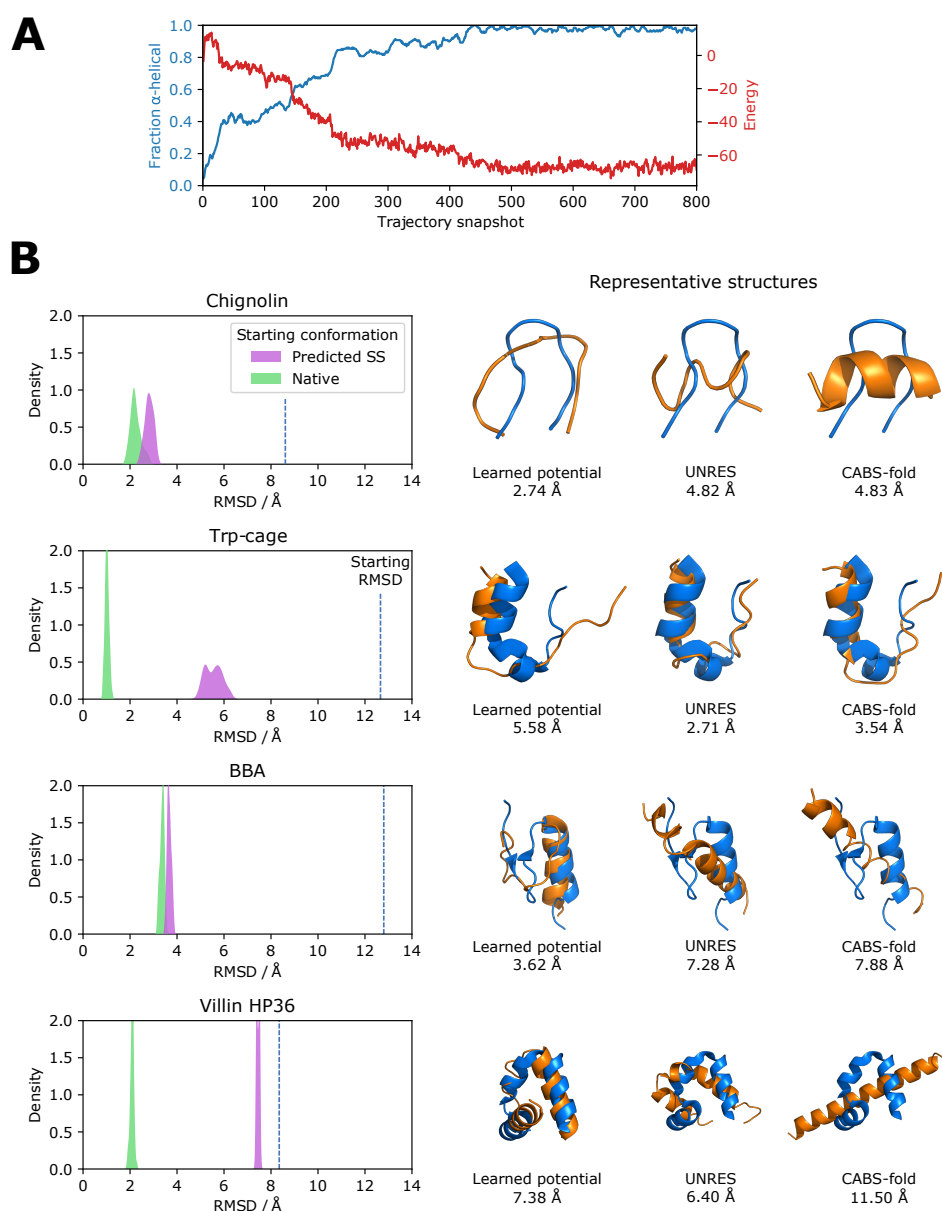 A
Fraction α-helical
1.0
0.8
0.6
0.4
0.2
0.0
0
−20
−40
−60
Energy
0 100 200 300 400 500 600 700 800
Trajectory snapshot
B
Representative structures
Chignolin
Density
2.0
1.5
1.0
0.5
0.0
Starting conformation
Predicted SS
Native
0 2 4 6 8 10 12 14
RMSD / Å
Learned potential
2.74 Å
UNRES
4.82 Å
CABS-fold
4.83 Å
Trp-cage
Density
2.0
1.5
1.0
0.5
0.0
Starting
RMSD
0 2 4 6 8 10 12 14
RMSD / Å
Learned potential
5.58 Å
UNRES
2.71 Å
CABS-fold
3.54 Å
BBA
Density
2.0
1.5
1.0
0.5
0.0
0 2 4 6 8 10 12 14
RMSD / Å
Learned potential
3.62 Å
UNRES
7.28 Å
CABS-fold
7.88 Å
Villin HP36
Density
2.0
1.5
1.0
0.5
0.0
0 2 4 6 8 10 12 14
RMSD / Å
Learned potential
7.38 Å
UNRES
6.40 Å
CABS-fold
11.50 Å